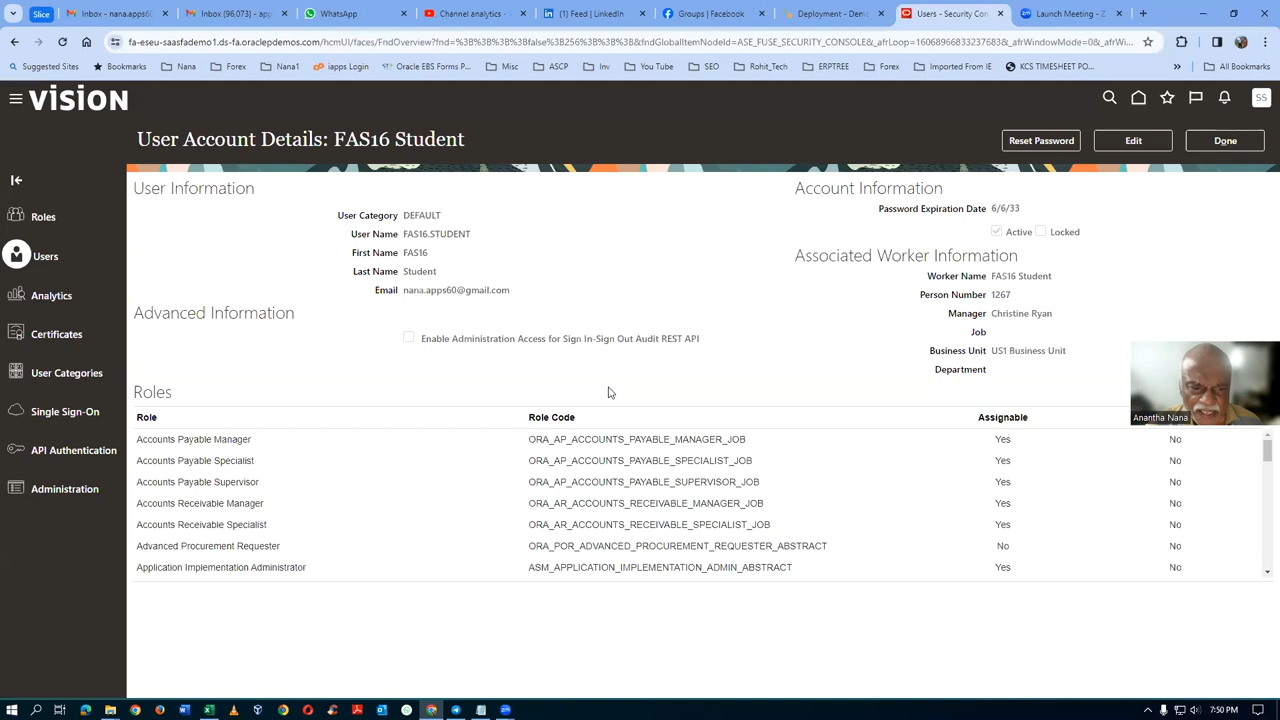 Slice
Inbox - nana.apps6
Inbox (96,073) - ap
WhatsApp
Channel analytics -
(1) Feed | LinkedIn
Groups | Facebook
Deployment - Dem
Users - Security Con
Launch Meeting - Z
fa-eseu-saasfademo1.ds-fa.oraclepdemos.com/hcmUI/faces/FndOverview?fnd=%3B%3B%3B%3Bfalse%3B256%3B%3B%3B&fndGlobalItemNodeId=ASE_FUSE_SECURITY_CONSOLE&_afrLoop=16068966833237683&_afrWindowMode=0&_afrWi...
Suggested Sites
Bookmarks
Nana
Forex
Nana1
iapps Login
Oracle EBS Forms P...
Misc
ASCP
Inv
You Tube
SEO
Rohit_Tech
ERPTREE
Forex
Imported From IE
KCS TIMESHEET PO...
All Bookmarks
VISION
SS
User Account Details: FAS16 Student
Reset Password
Edit
Done
Roles
Users
Analytics
Certificates
User Categories
Single Sign-On
API Authentication
Administration
User Information
User Category DEFAULT
User Name FAS16.STUDENT
First Name FAS16
Last Name Student
Email nana.apps60@gmail.com
Advanced Information
Enable Administration Access for Sign In-Sign Out Audit REST API
Account Information
Password Expiration Date 6/6/33
Active Locked
Associated Worker Information
Worker Name FAS16 Student
Person Number 1267
Manager Christine Ryan
Job
Business Unit US1 Business Unit
Department
Anantha Nana
Roles
Role Role Code Assignable
Accounts Payable Manager ORA_AP_ACCOUNTS_PAYABLE_MANAGER_JOB Yes No
Accounts Payable Specialist ORA_AP_ACCOUNTS_PAYABLE_SPECIALIST_JOB Yes No
Accounts Payable Supervisor ORA_AP_ACCOUNTS_PAYABLE_SUPERVISOR_JOB Yes No
Accounts Receivable Manager ORA_AR_ACCOUNTS_RECEIVABLE_MANAGER_JOB Yes No
Accounts Receivable Specialist ORA_AR_ACCOUNTS_RECEIVABLE_SPECIALIST_JOB Yes No
Advanced Procurement Requester ORA_POR_ADVANCED_PROCUREMENT_REQUESTER_ABSTRACT No No
Application Implementation Administrator ASM_APPLICATION_IMPLEMENTATION_ADMIN_ABSTRACT Yes No
7:50 PM